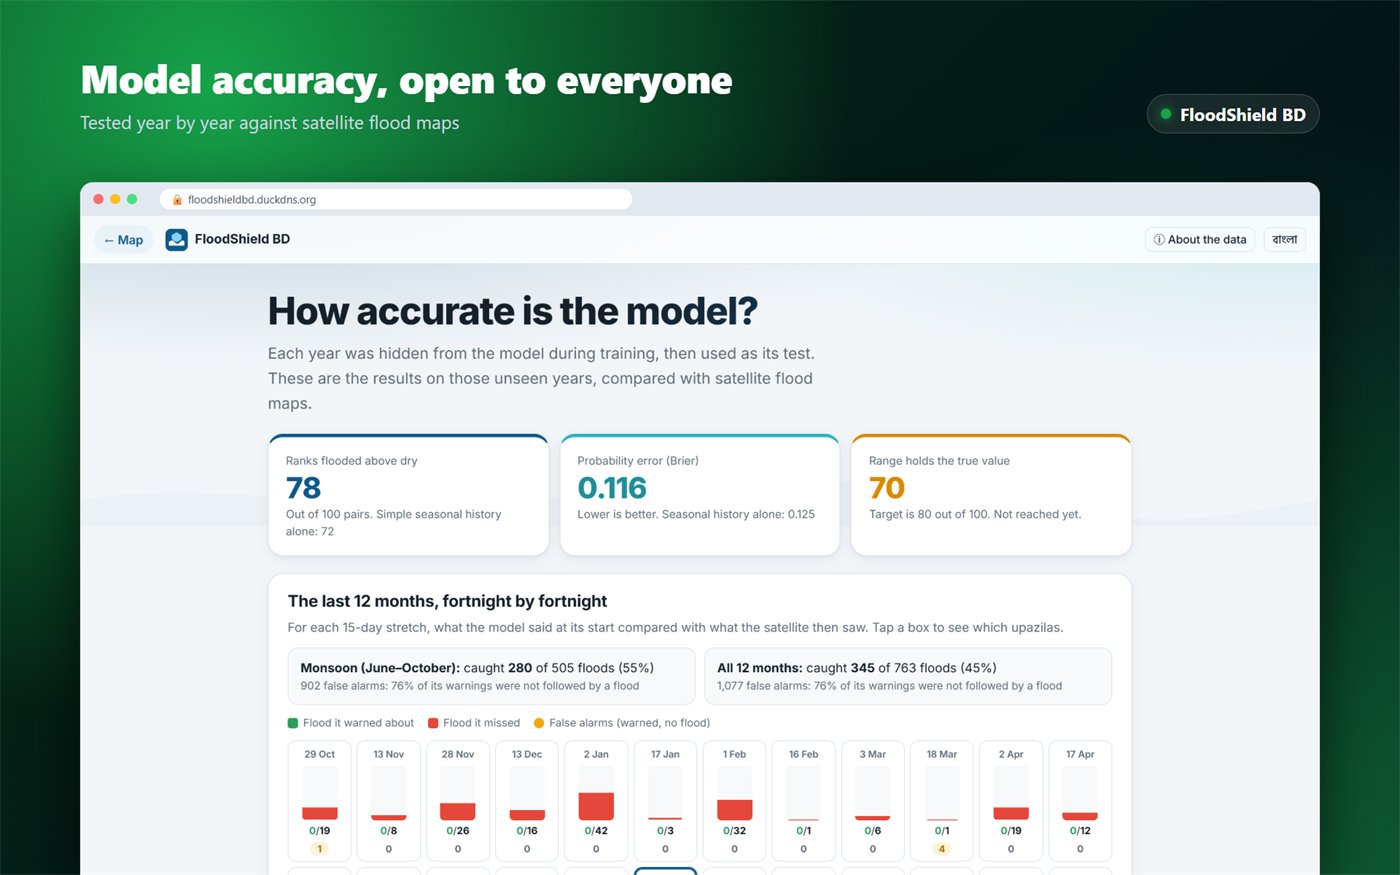 Model accuracy, open to everyone
Tested year by year against satellite flood maps
FloodShield BD
floodshieldbd.duckdns.org
← Map
FloodShield BD
ⓘ About the data
বাংলা
How accurate is the model?
Each year was hidden from the model during training, then used as its test.
These are the results on those unseen years, compared with satellite flood
maps.
Ranks flooded above dry
78
Out of 100 pairs. Simple seasonal history
alone: 72
Probability error (Brier)
0.116
Lower is better. Seasonal history alone: 0.125
Range holds the true value
70
Target is 80 out of 100. Not reached yet.
The last 12 months, fortnight by fortnight
For each 15-day stretch, what the model said at its start compared with what the satellite then saw. Tap a box to see which upazilas.
Monsoon (June–October): caught 280 of 505 floods (55%)
902 false alarms: 76% of its warnings were not followed by a flood
All 12 months: caught 345 of 763 floods (45%)
1,077 false alarms: 76% of its warnings were not followed by a flood
Flood it warned about
Flood it missed
False alarms (warned, no flood)
29 Oct 13 Nov 28 Nov 13 Dec 2 Jan 17 Jan 1 Feb 16 Feb 3 Mar 18 Mar 2 Apr 17 Apr
0/19 0/8 0/26 0/16 0/42 0/3 0/32 0/1 0/6 0/1 0/19 0/12
1 0 0 0 0 0 0 0 0 4 0 0